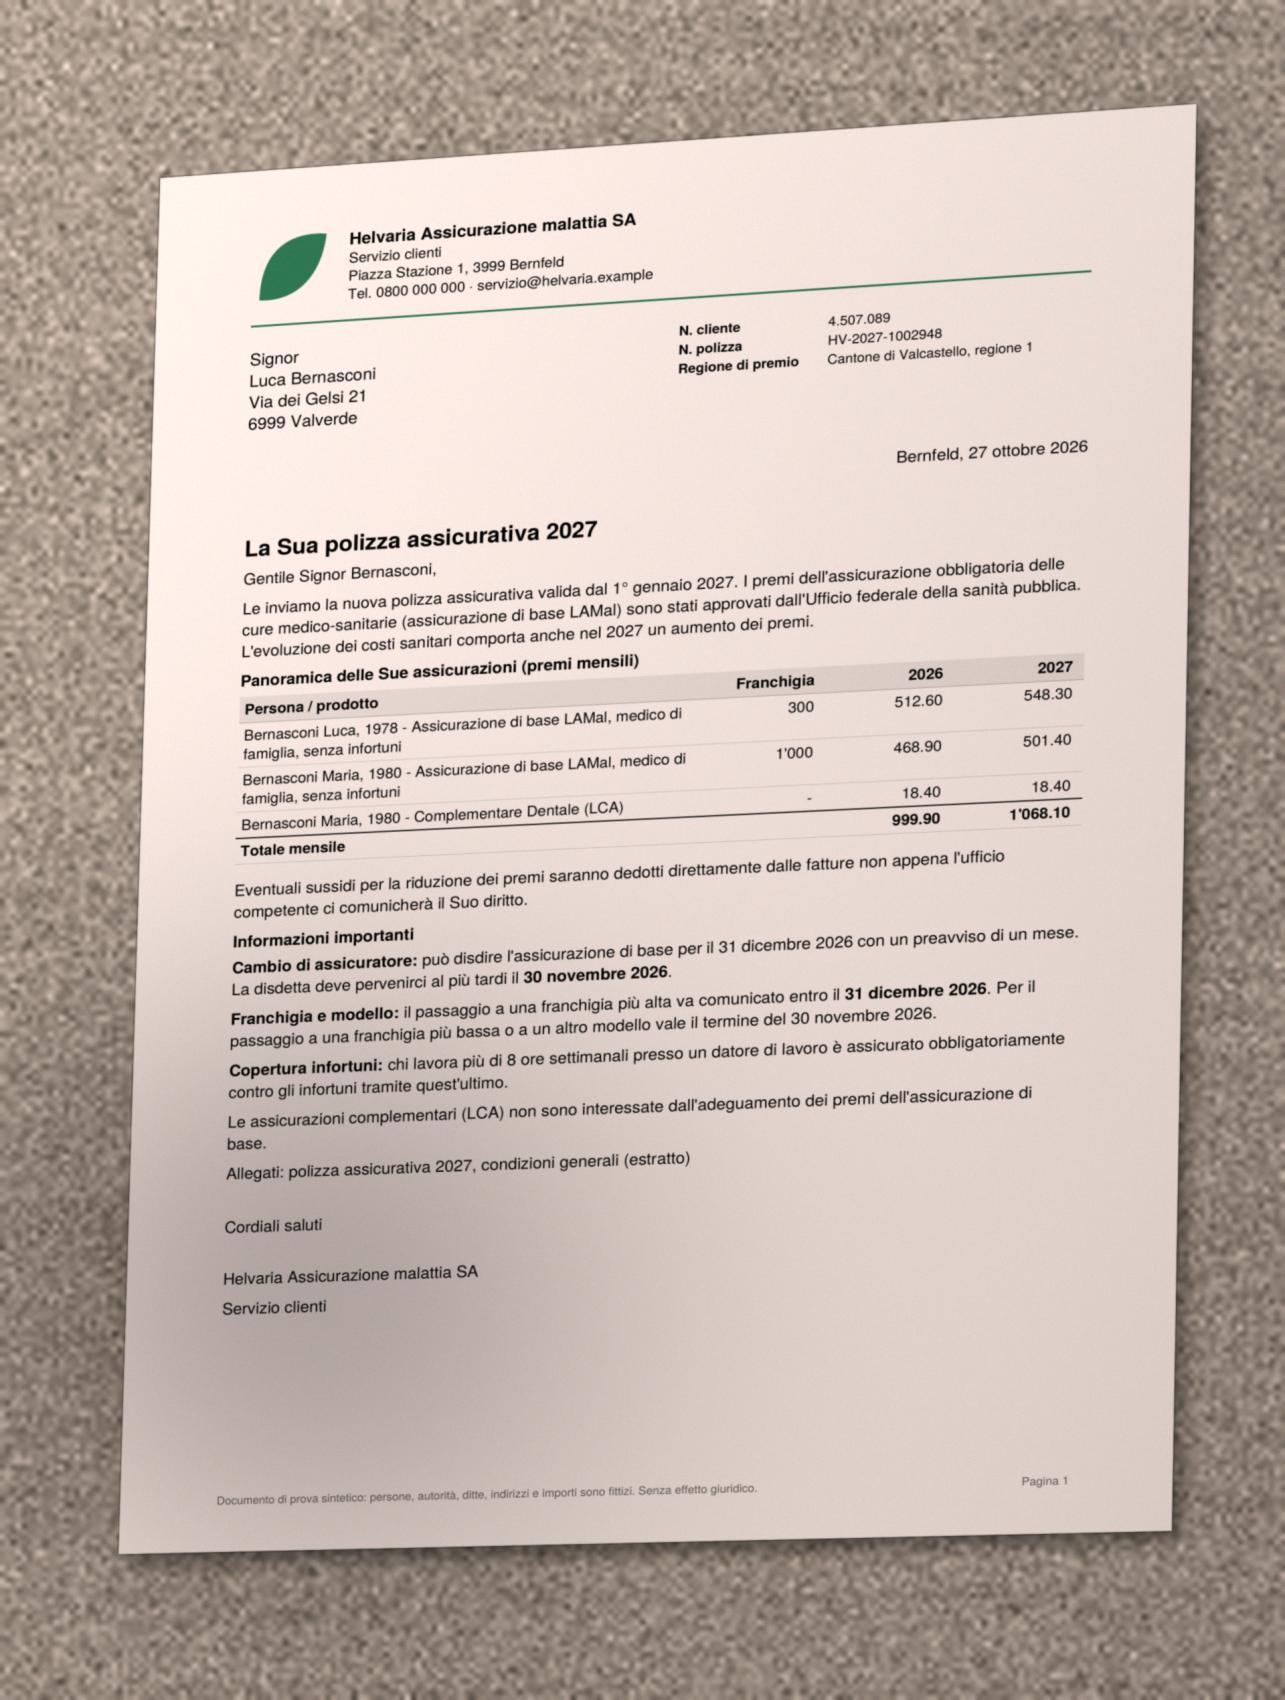 Helvaria Assicurazione malattia SA
Servizio clienti
Piazza Stazione 1, 3999 Bernfeld
Tel. 0800 000 000 · servizio@helvaria.example
N. cliente 4.507.089
N. polizza HV-2027-1002948
Regione di premio Cantone di Valcastello, regione 1
Signor
Luca Bernasconi
Via dei Gelsi 21
6999 Valverde
Bernfeld, 27 ottobre 2026
La Sua polizza assicurativa 2027
Gentile Signor Bernasconi,
Le inviamo la nuova polizza assicurativa valida dal 1° gennaio 2027. I premi dell'assicurazione obbligatoria delle
cure medico-sanitarie (assicurazione di base LAMal) sono stati approvati dall'Ufficio federale della sanità pubblica.
L'evoluzione dei costi sanitari comporta anche nel 2027 un aumento dei premi.
Panoramica delle Sue assicurazioni (premi mensili)
Persona / prodotto Franchigia 2026 2027
Bernasconi Luca, 1978 - Assicurazione di base LAMal, medico di 300 512.60 548.30
famiglia, senza infortuni
Bernasconi Maria, 1980 - Assicurazione di base LAMal, medico di 1'000 468.90 501.40
famiglia, senza infortuni
Bernasconi Maria, 1980 - Complementare Dentale (LCA) - 18.40 18.40
Totale mensile 999.90 1'068.10
Eventuali sussidi per la riduzione dei premi saranno dedotti direttamente dalle fatture non appena l'ufficio
competente ci comunicherà il Suo diritto.
Informazioni importanti
Cambio di assicuratore: può disdire l'assicurazione di base per il 31 dicembre 2026 con un preavviso di un mese.
La disdetta deve pervenirci al più tardi il 30 novembre 2026.
Franchigia e modello: il passaggio a una franchigia più alta va comunicato entro il 31 dicembre 2026. Per il
passaggio a una franchigia più bassa o a un altro modello vale il termine del 30 novembre 2026.
Copertura infortuni: chi lavora più di 8 ore settimanali presso un datore di lavoro è assicurato obbligatoriamente
contro gli infortuni tramite quest'ultimo.
Le assicurazioni complementari (LCA) non sono interessate dall'adeguamento dei premi dell'assicurazione di
base.
Allegati: polizza assicurativa 2027, condizioni generali (estratto)
Cordiali saluti
Helvaria Assicurazione malattia SA
Servizio clienti
Documento di prova sintetico: persone, autorità, ditte, indirizzi e importi sono fittizi. Senza effetto giuridico.
Pagina 1